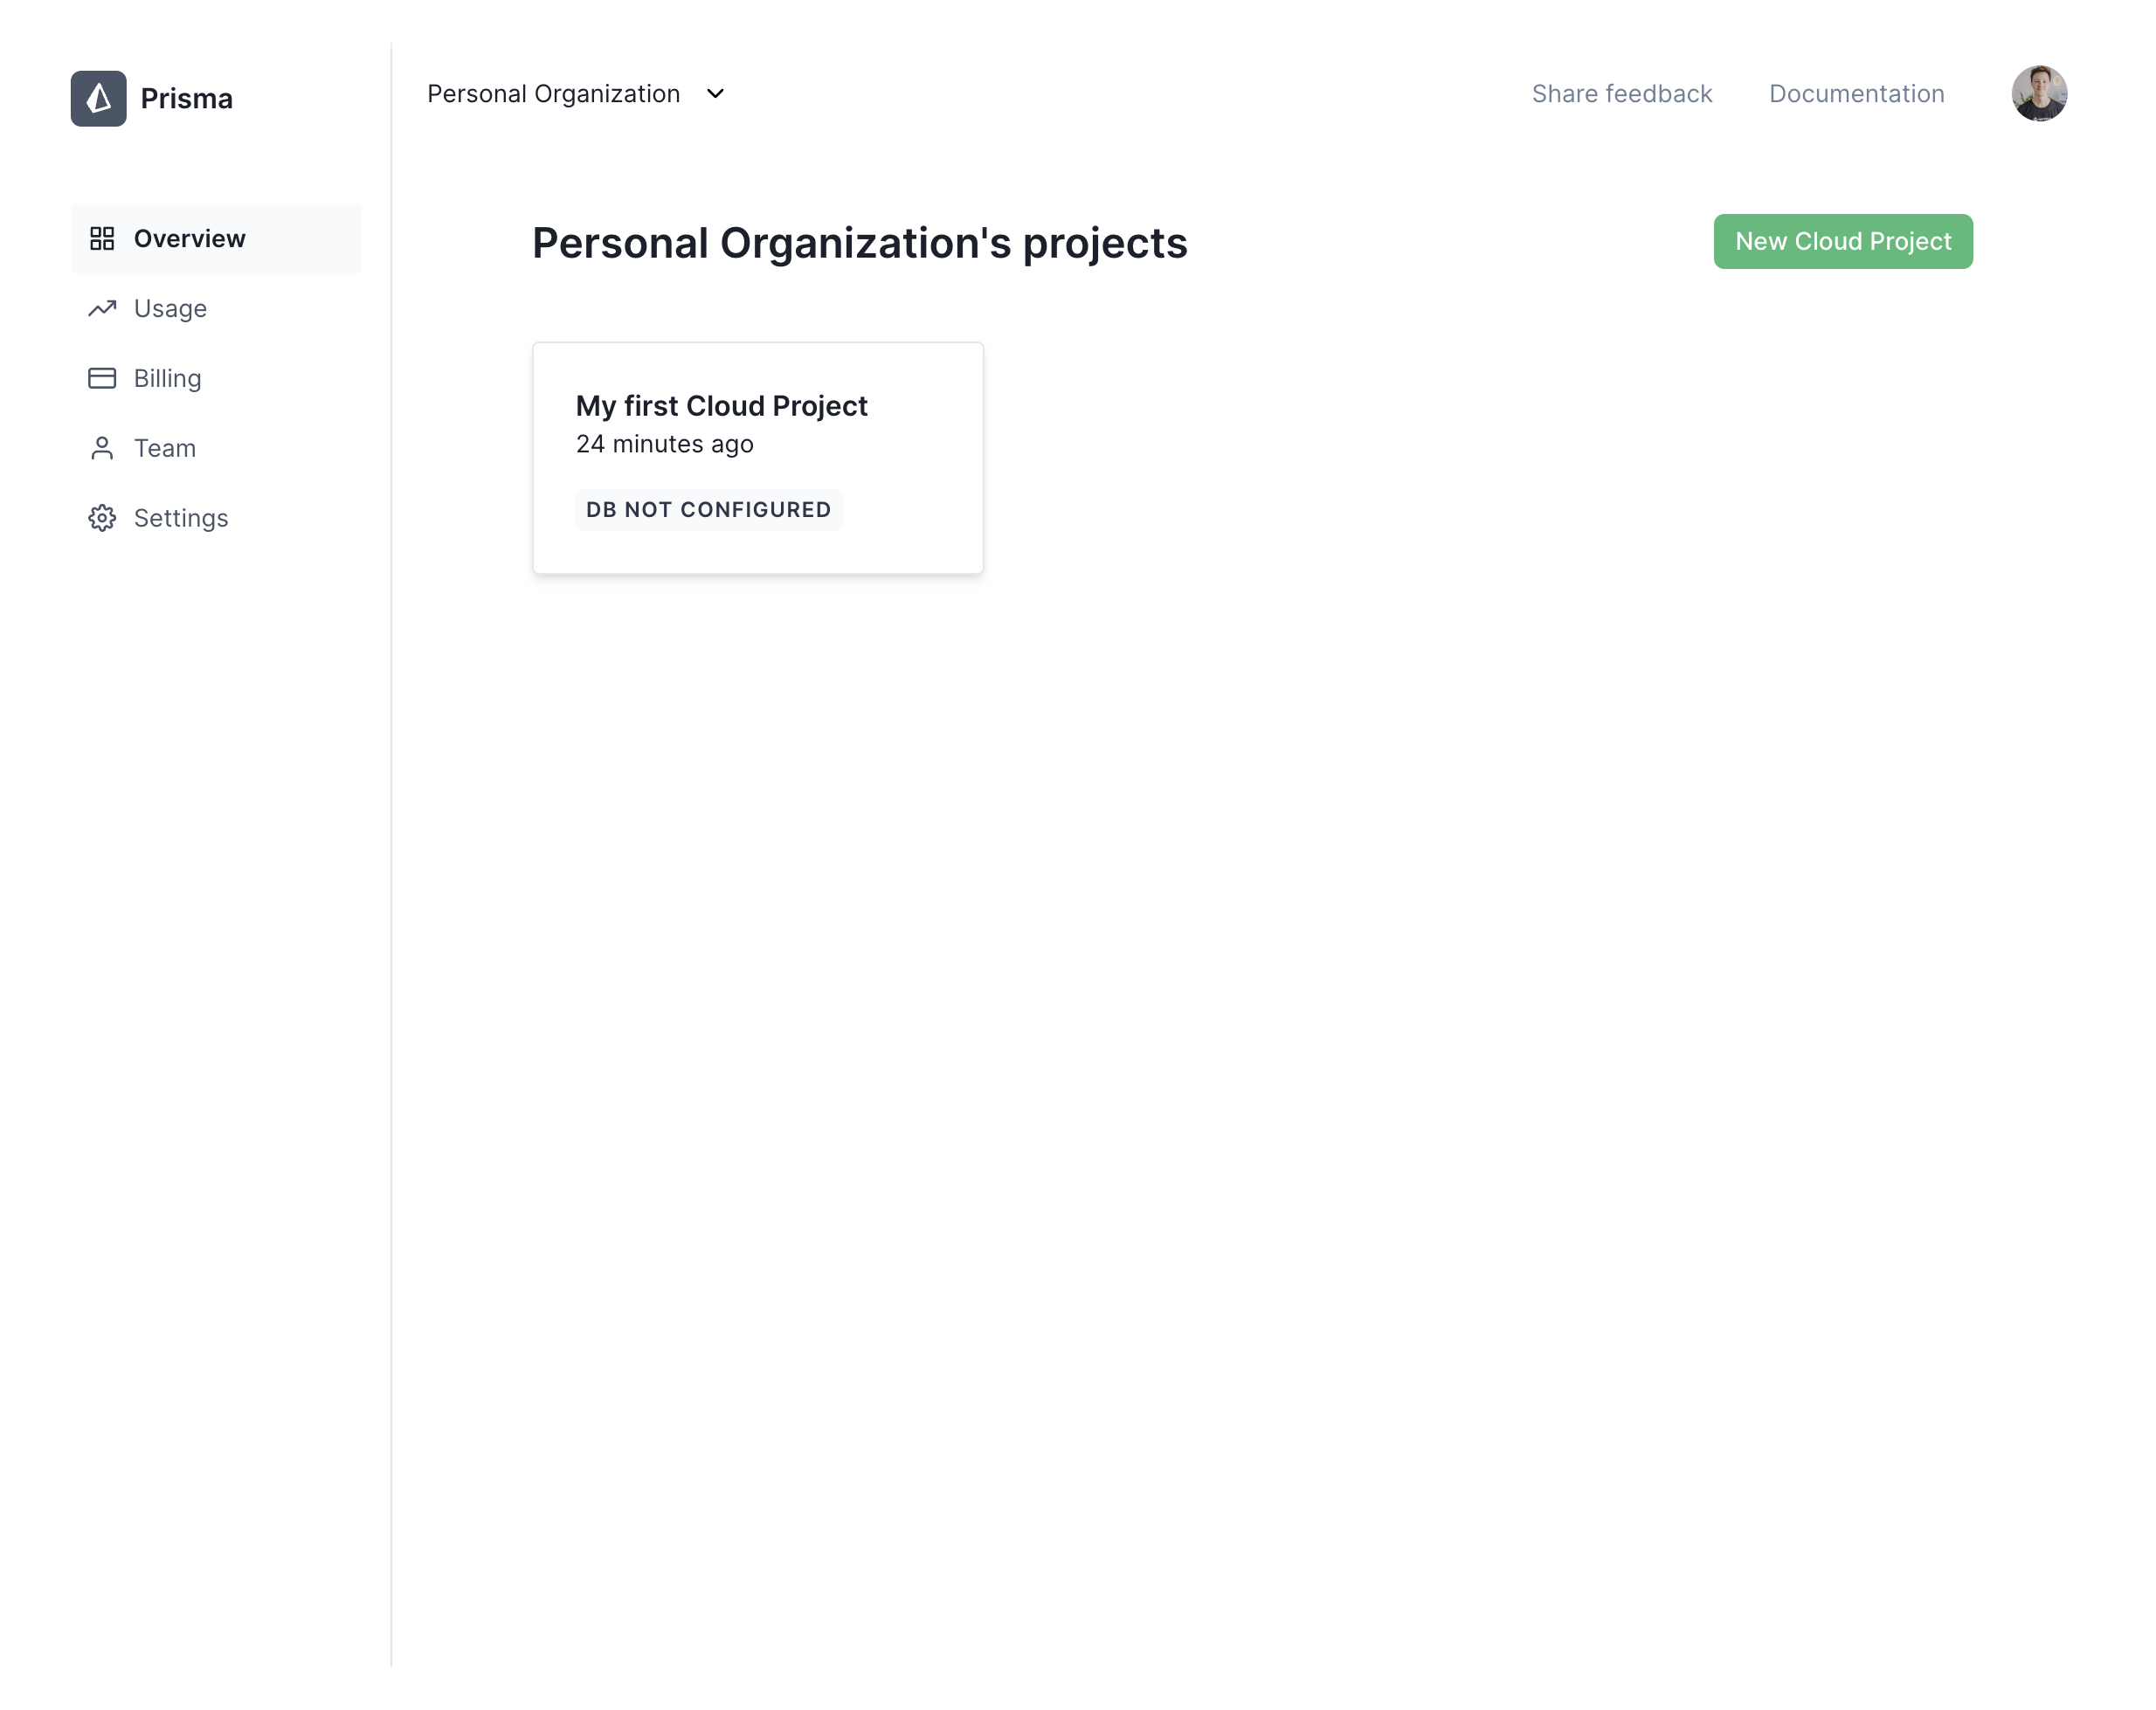 Prisma
Personal Organization
Share feedback
Documentation
Overview
Usage
Billing
Team
Settings
Personal Organization's projects
New Cloud Project
My first Cloud Project
24 minutes ago
DB NOT CONFIGURED